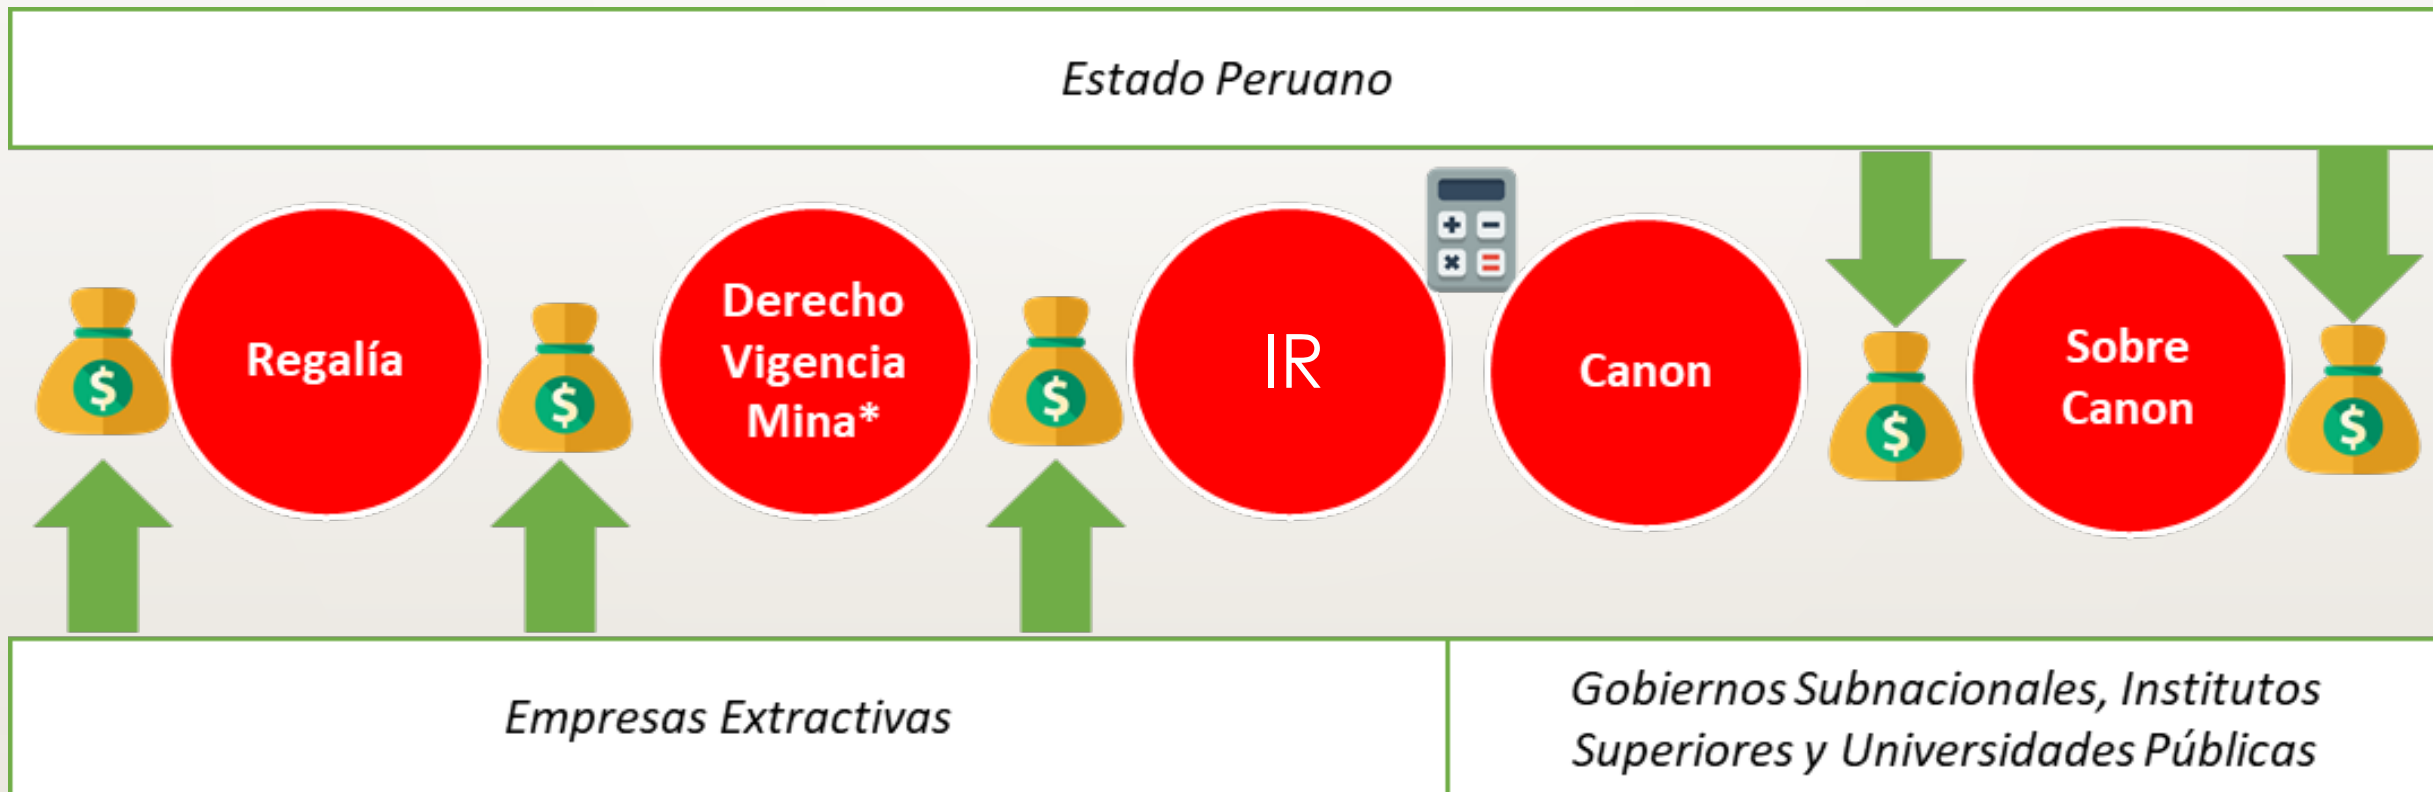 Estado Peruano
Regalía
Derecho
Vigencia
Mina*
IR
Canon
Sobre
Canon
$
$
$
$
$
Empresas Extractivas
Gobiernos Subnacionales, Institutos
Superiores y Universidades Públicas